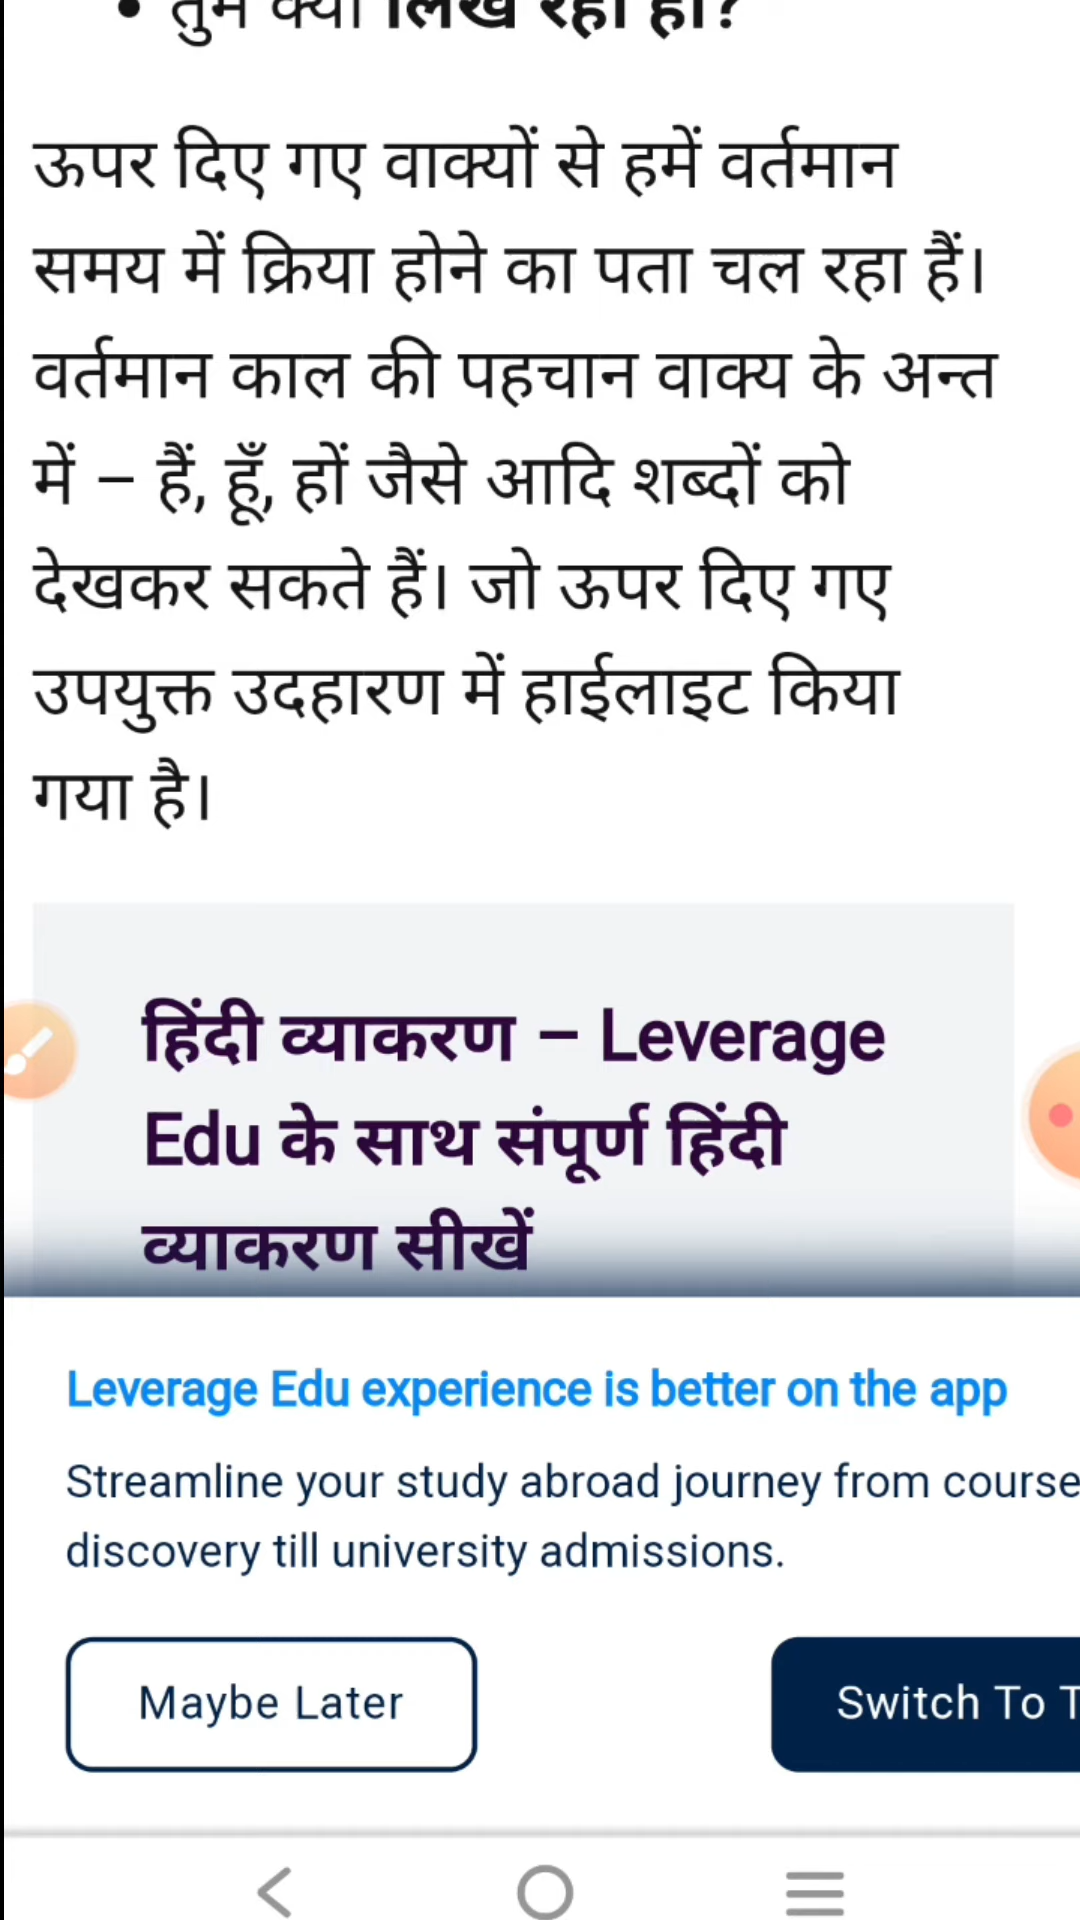 • तुम क्या लिख रही हो?
ऊपर दिए गए वाक्यों से हमें वर्तमान
समय में क्रिया होने का पता चल रहा हैं।
वर्तमान काल की पहचान वाक्य के अन्त
में – हैं, हूँ, हों जैसे आदि शब्दों को
देखकर सकते हैं। जो ऊपर दिए गए
उपयुक्त उदहारण में हाईलाइट किया
गया है।
हिंदी व्याकरण – Leverage
Edu के साथ संपूर्ण हिंदी
व्याकरण सीखें
Leverage Edu experience is better on the app
Streamline your study abroad journey from course
discovery till university admissions.
Maybe Later
Switch To T